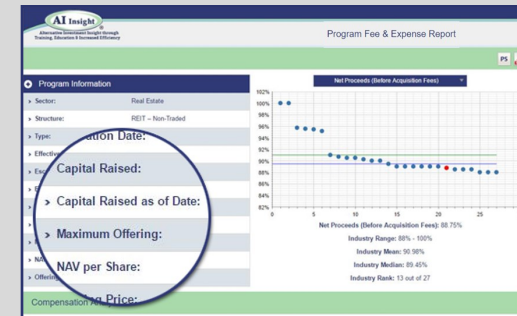 AI Insight
Alternative Investment Insight through
Training, Education & Increased Efficiency
Program Fee & Expense Report
PS
Program Information
Net Proceeds (Before Acquisition Fees)
Sector: Real Estate
Structure: REIT – Non-Traded
Type:
Effective
Date:
Capital Raised:
Capital Raised as of Date:
Maximum Offering:
NAV per Share:
Price:
Offering
Compensation
102%
100%
98%
96%
94%
92%
90%
88%
86%
84%
82%
0 5 10 15 20 25
Net Proceeds (Before Acquisition Fees): 88.75%
Industry Range: 88% - 100%
Industry Mean: 90.98%
Industry Median: 89.45%
Industry Rank: 13 out of 27